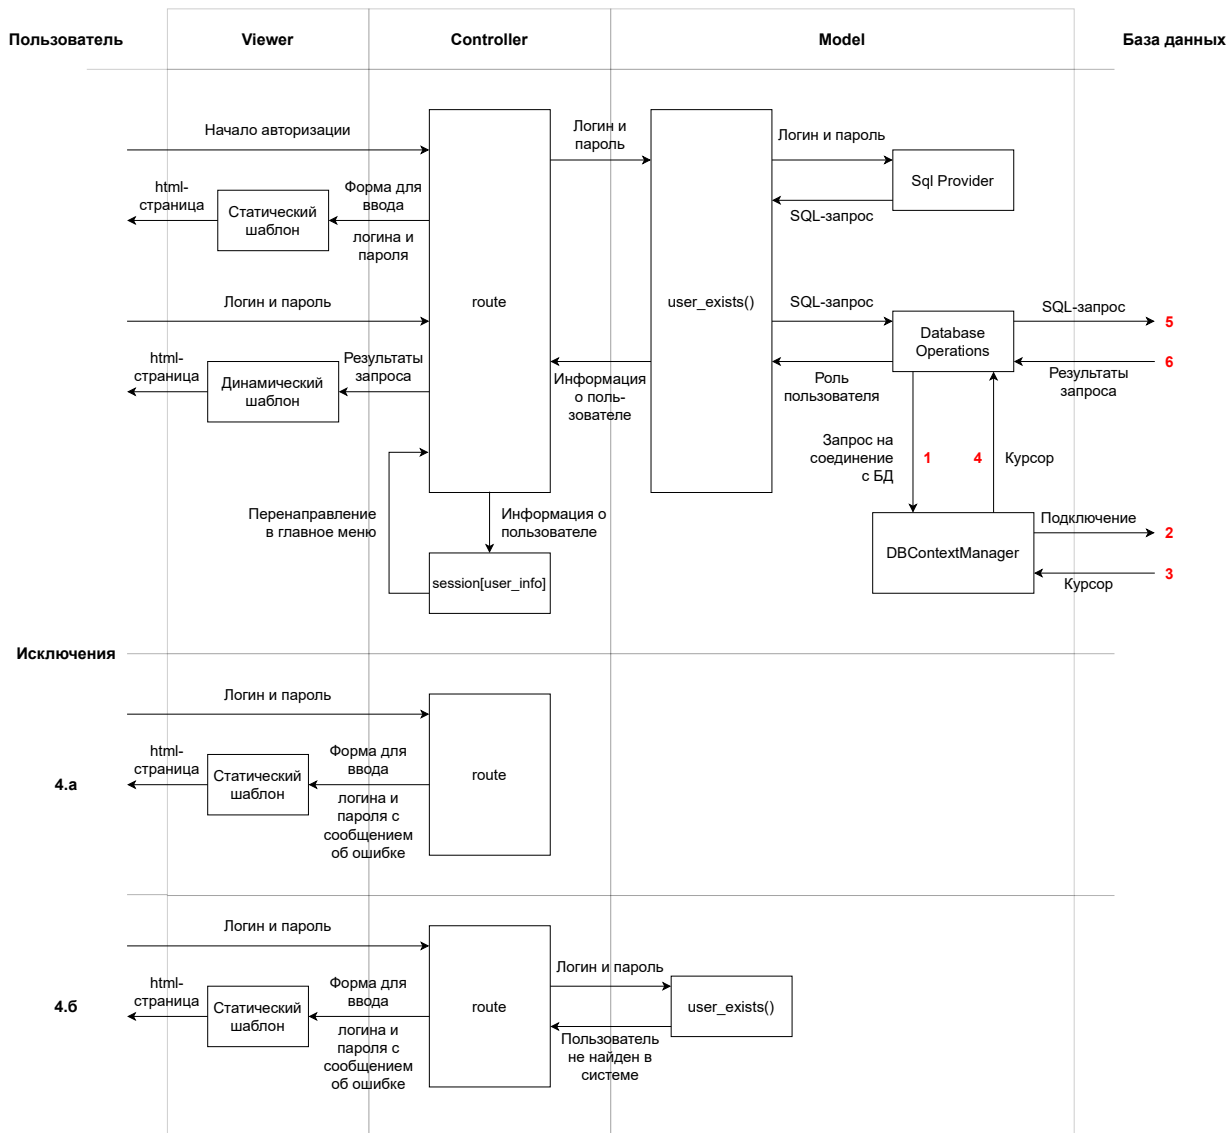 Пользователь
Viewer
Controller
Model
База данных
Начало авторизации
html-
страница
Статический
шаблон
Форма для
ввода
логина и
пароля
Логин и пароль
html-
страница
Динамический
шаблон
Результаты
запроса
route
Перенаправление
в главное меню
Информация о
пользователе
session[user_info]
Логин и
пароль
Информация
о поль-
зователе
user_exists()
Логин и пароль
Sql Provider
SQL-запрос
SQL-запрос
Database
Operations
Роль
пользователя
SQL-запрос
5
6
Результаты
запроса
Запрос на
соединение
с БД
1
4
Курсор
DBContextManager
Подключение
2
3
Курсор
Исключения
4.а
Логин и пароль
html-
страница
Статический
шаблон
Форма для
ввода
логина и
пароля с
сообщением
об ошибке
route
4.б
Логин и пароль
html-
страница
Статический
шаблон
Форма для
ввода
логина и
пароля с
сообщением
об ошибке
route
Логин и пароль
user_exists()
Пользователь
не найден в
системе